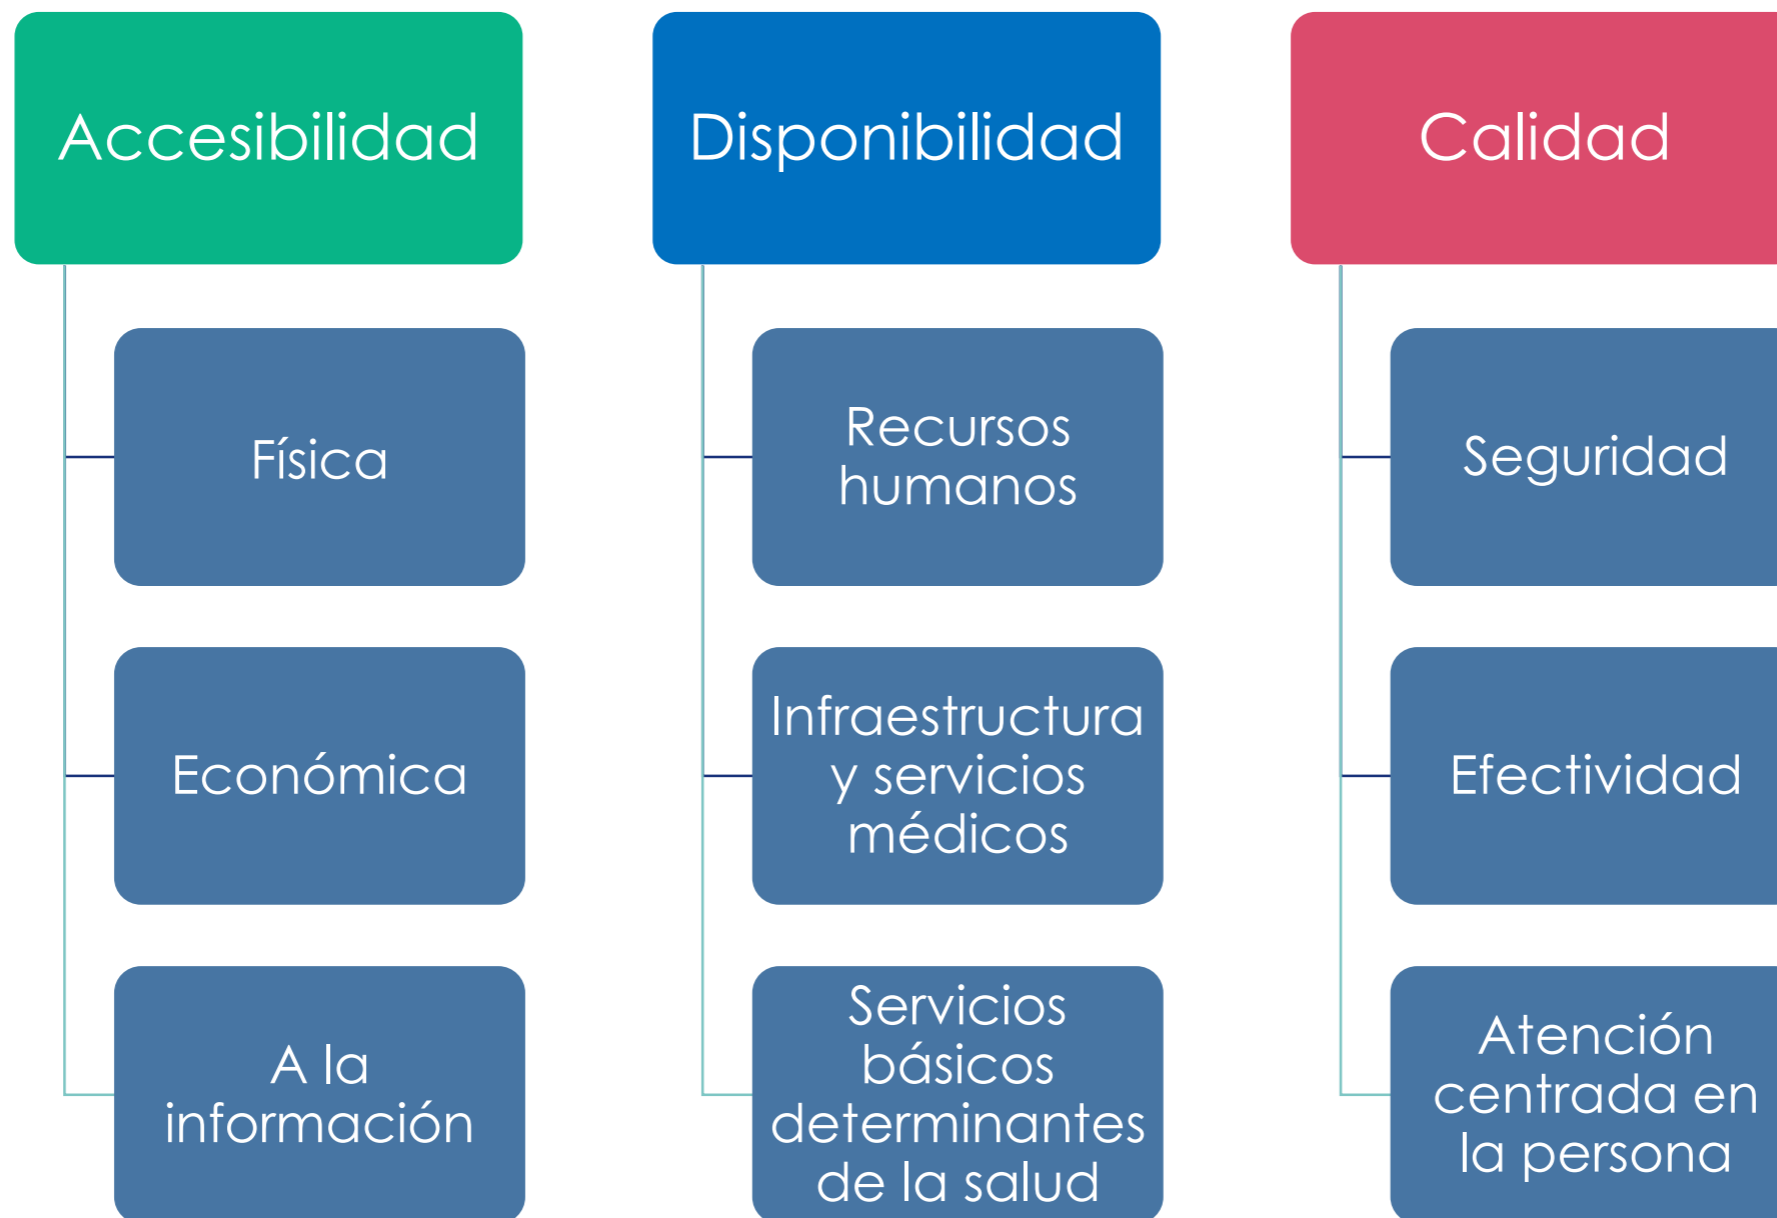 Accesibilidad
Física
Económica
A la
información
Disponibilidad
Recursos
humanos
Infraestructura
y servicios
médicos
Servicios
básicos
determinantes
de la salud
Calidad
Seguridad
Efectividad
Atención
centrada en
la persona